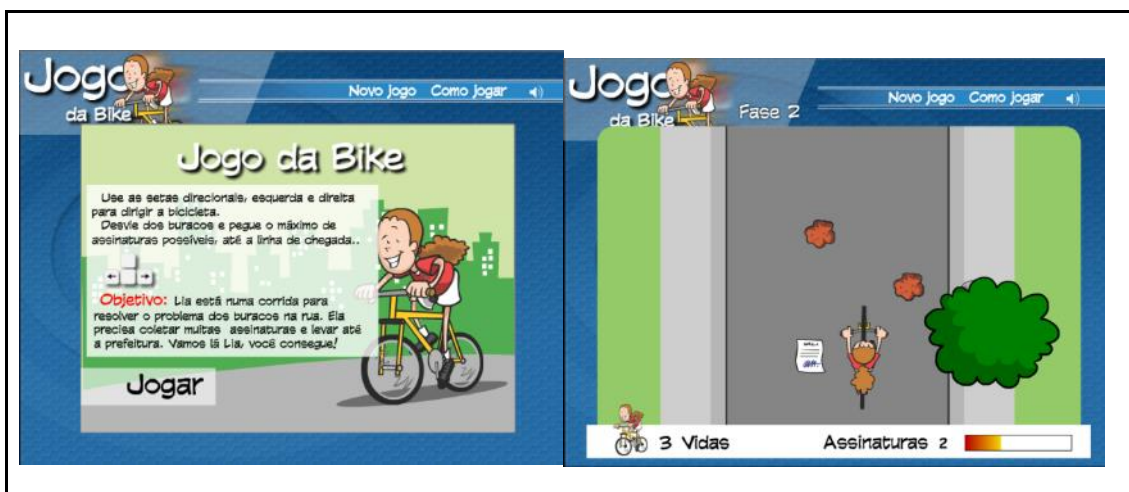 Jogo
da Bike
Novo jogo Como jogar
Jogo da Bike
Use as setas direcionais, esquerda e direita
para dirigir a bicicleta.
Desvie dos buracos e pegue o máximo de
assinaturas possíveis, até a linha de chegada..
Objetivo: Lia está numa corrida para
resolver o problema dos buracos na rua. Ela
precisa coletar muitas assinaturas e levar até
a prefeitura. Vamos lá Lia, você consegue!
Jogar
Jogo
da Bike
Fase 2
Novo jogo Como jogar
3 Vidas
Assinaturas 2